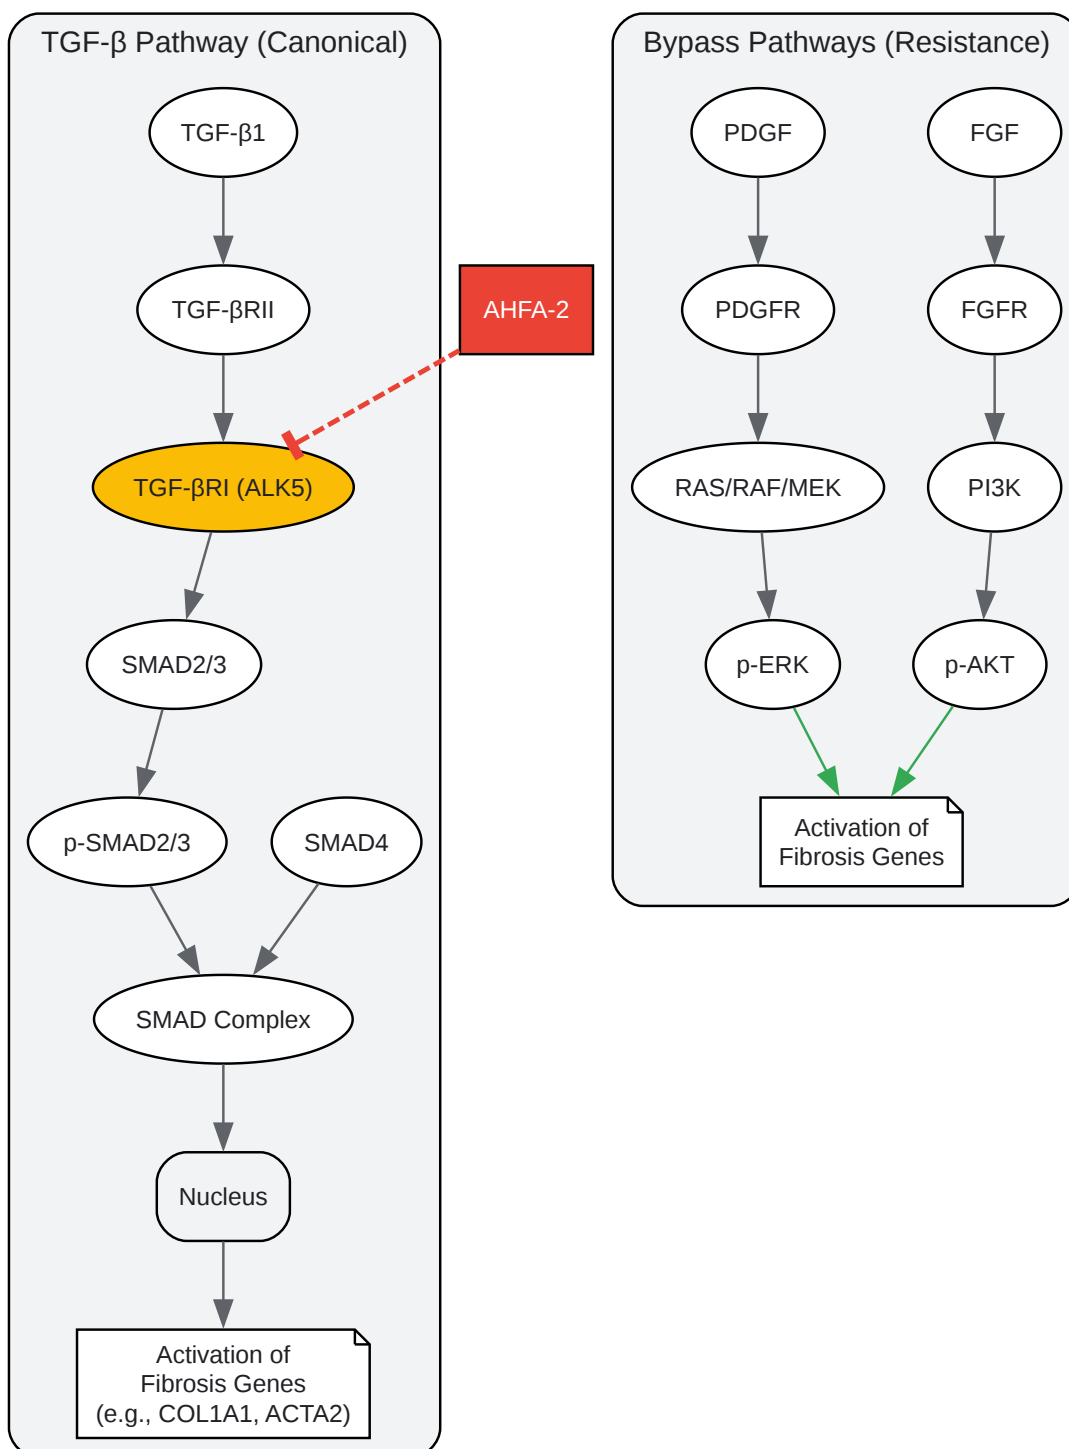 TGF-β Pathway (Canonical)
TGF-β1
TGF-βRII
TGF-βRI (ALK5)
SMAD2/3
p-SMAD2/3
SMAD4
SMAD Complex
Nucleus
Activation of
Fibrosis Genes
(e.g., COL1A1, ACTA2)
AHFA-2
Bypass Pathways (Resistance)
PDGF
FGF
PDGFR
FGFR
RAS/RAF/MEK
PI3K
p-ERK
p-AKT
Activation of
Fibrosis Genes